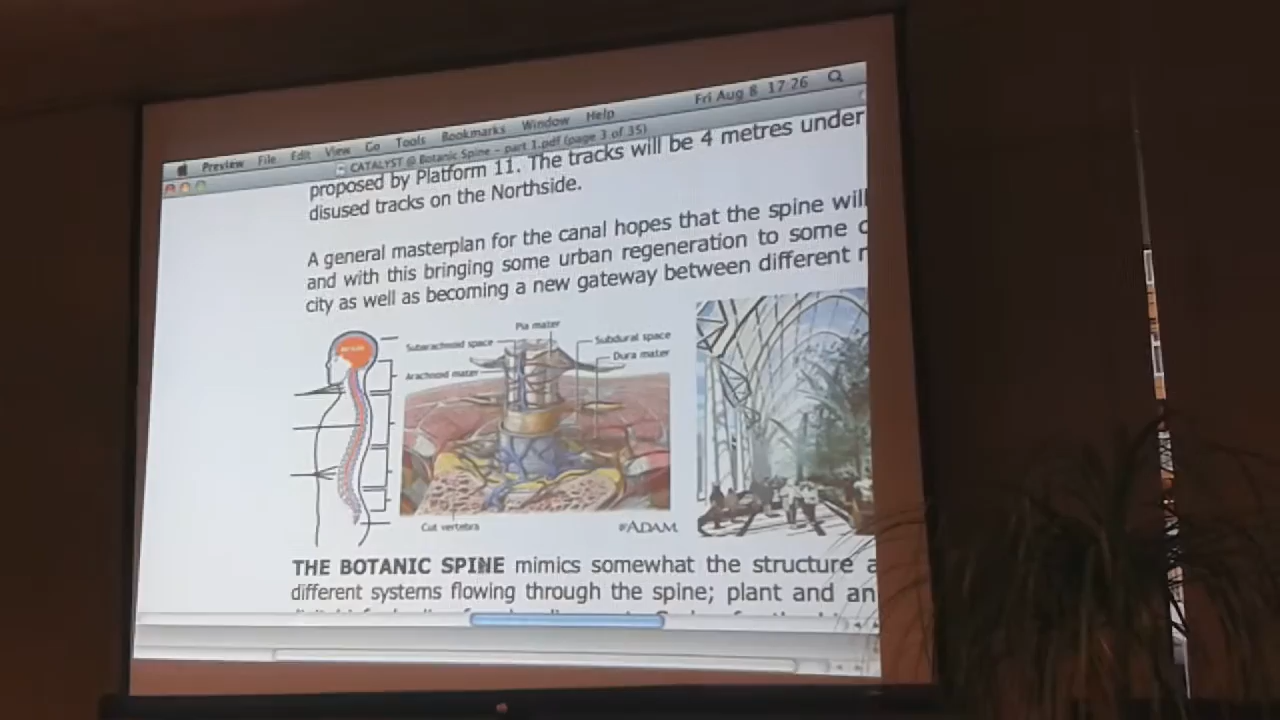 Preview File Edit View Go Tools Bookmarks Window Help Fri Aug 8 17:26
CATALYST @ Botanic Spine - part 1.pdf (page 3 of 35)
proposed by Platform 11. The tracks will be 4 metres under
disused tracks on the Northside.
A general masterplan for the canal hopes that the spine will
and with this bringing some urban regeneration to some
city as well as becoming a new gateway between different
Pia mater
Subarachnoid space
Subdural space
Dura mater
Arachnoid mater
Cut vertebra
ADAM
THE BOTANIC SPINE mimics somewhat the structure
different systems flowing through the spine; plant and an